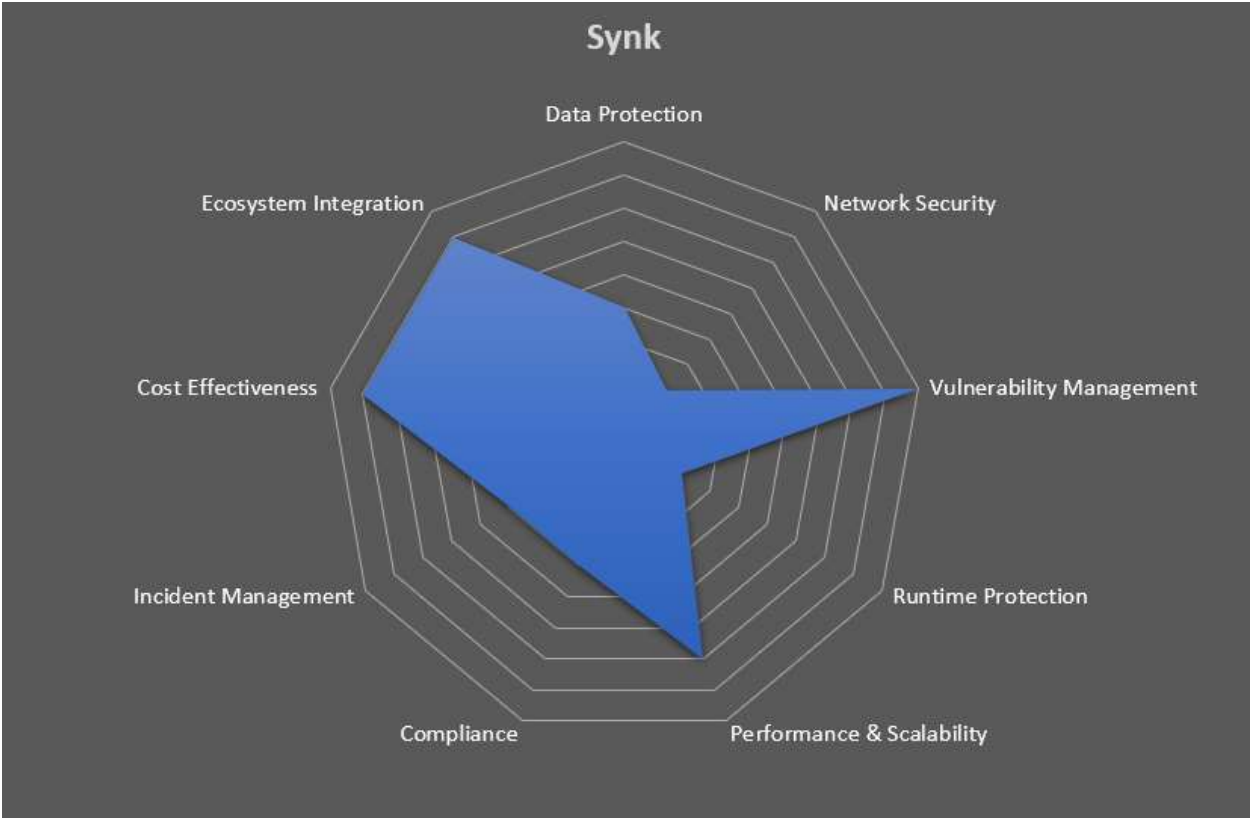 Synk
Data Protection
Ecosystem Integration
Network Security
Cost Effectiveness
Vulnerability Management
Incident Management
Runtime Protection
Compliance
Performance & Scalability